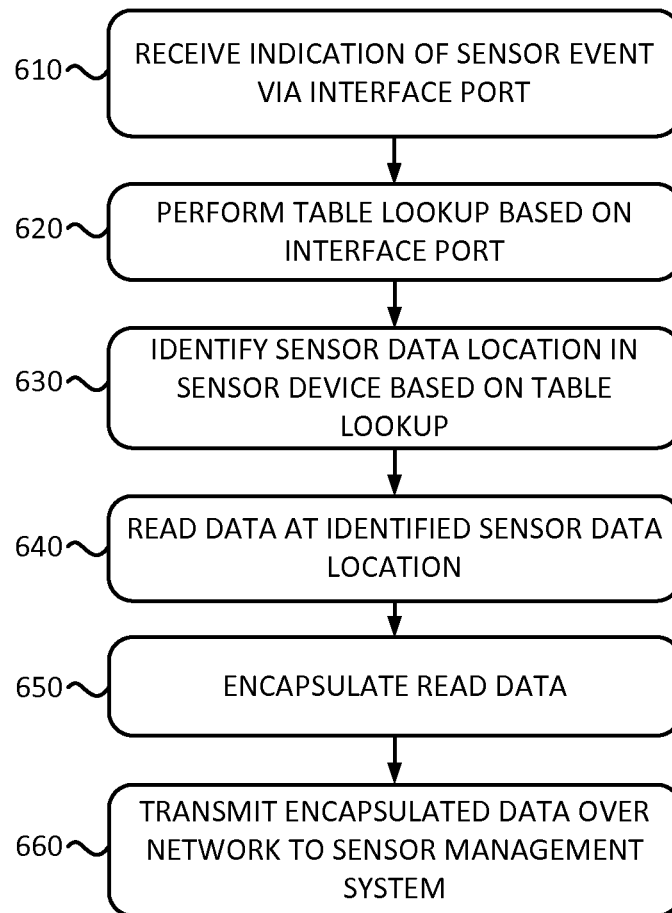 610
RECEIVE INDICATION OF SENSOR EVENT
VIA INTERFACE PORT
620
PERFORM TABLE LOOKUP BASED ON
INTERFACE PORT
630
IDENTIFY SENSOR DATA LOCATION IN
SENSOR DEVICE BASED ON TABLE
LOOKUP
640
READ DATA AT IDENTIFIED SENSOR DATA
LOCATION
650
ENCAPSULATE READ DATA
660
TRANSMIT ENCAPSULATED DATA OVER
NETWORK TO SENSOR MANAGEMENT
SYSTEM